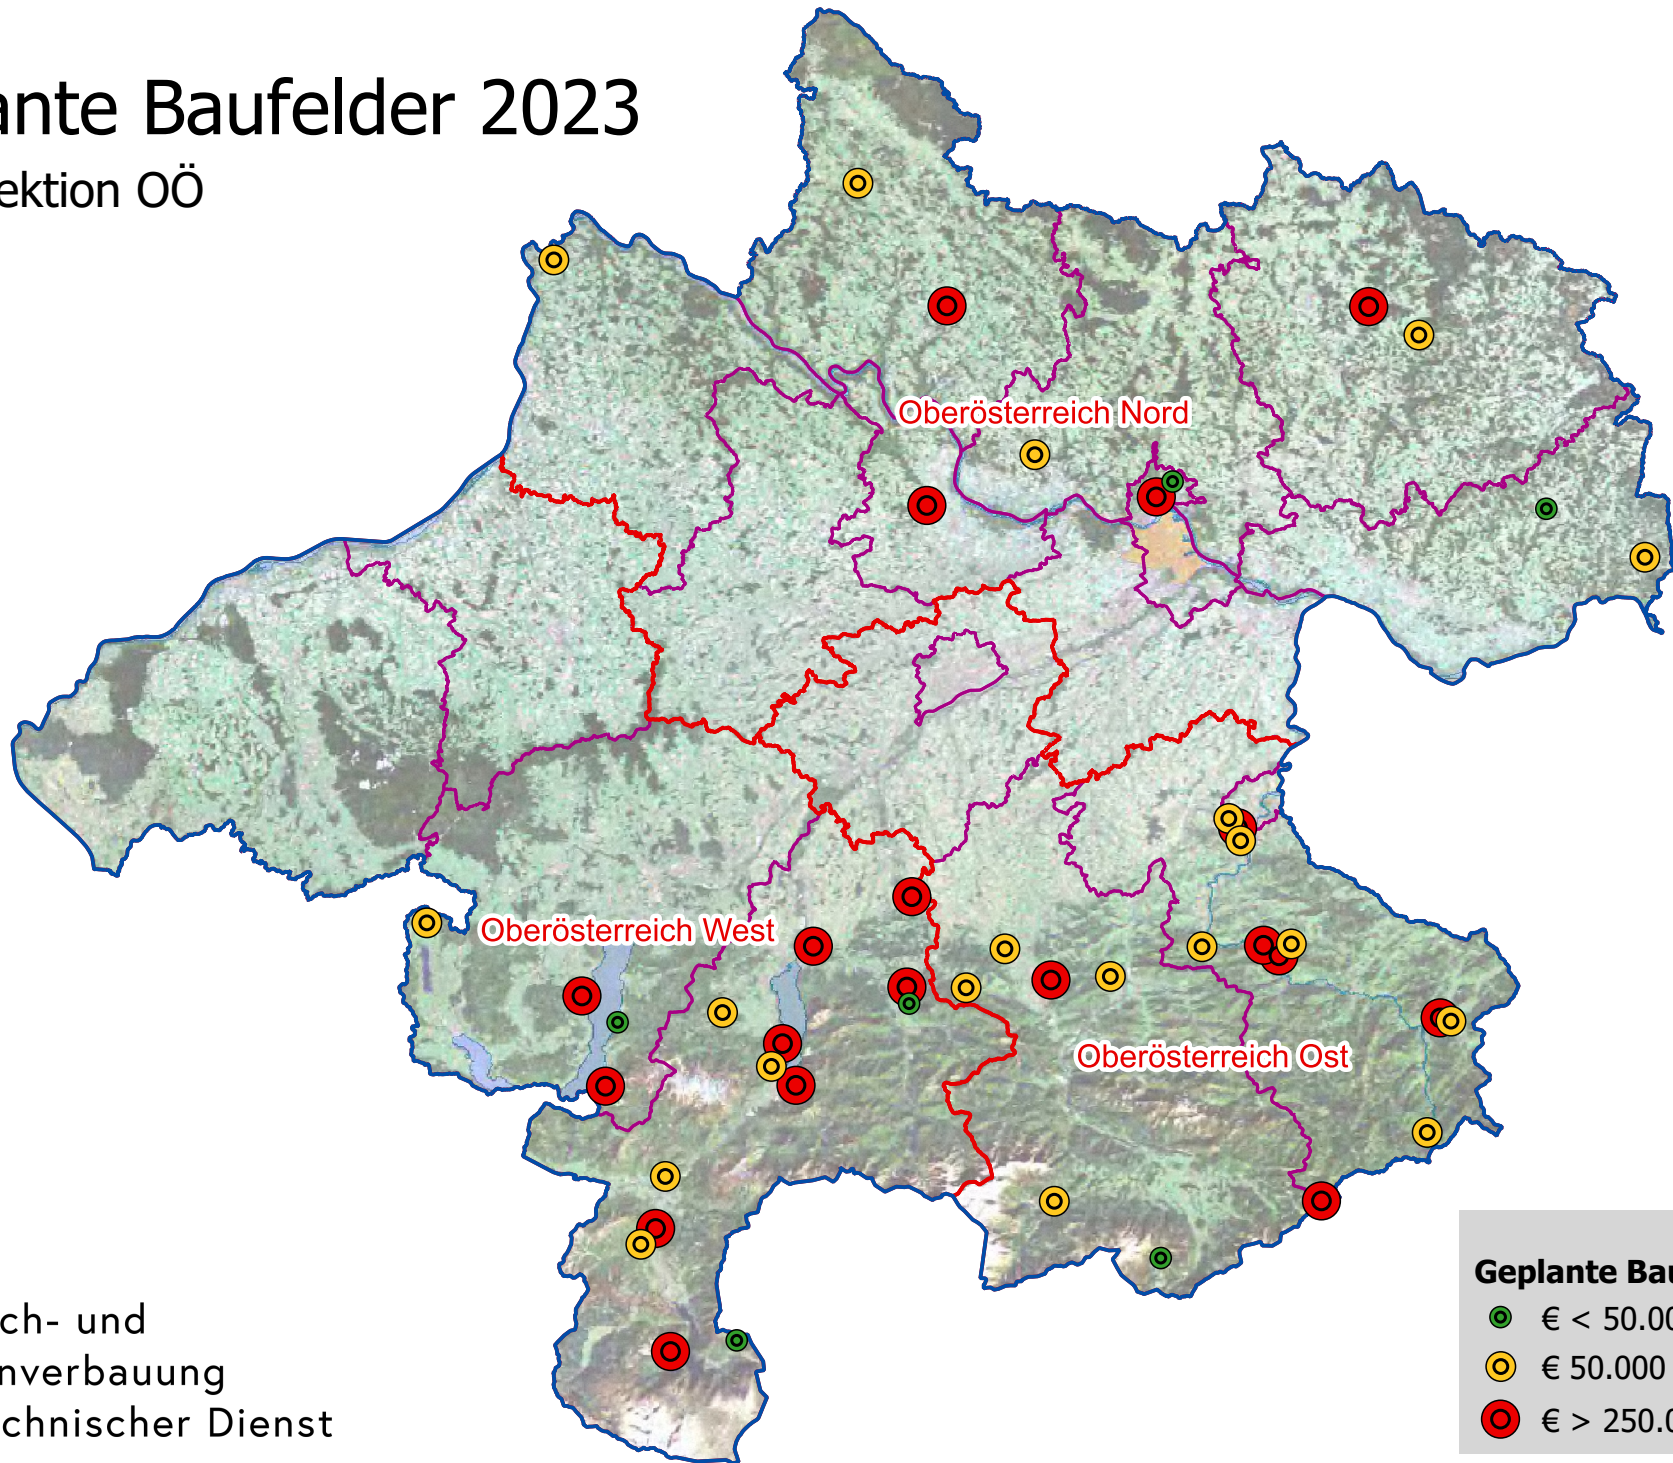 ante Baufelder 2023
ektion OÖ
Oberösterreich Nord
Oberösterreich West
Oberösterreich Ost
ch- und
nverbauung
chnischer Dienst
Geplante Bau
€ < 50.00
€ 50.000
€ > 250.0